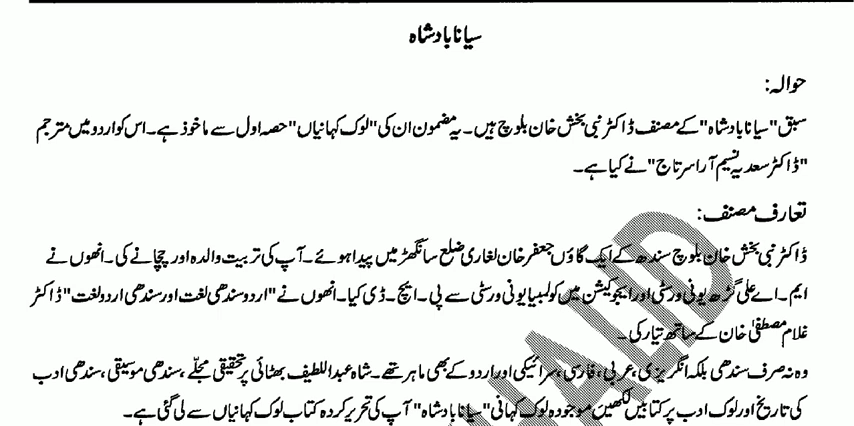 سیانا بادشاہ
حوالہ:
سبق "سیانا بادشاہ" کے مصنف ڈاکٹر نبی بخش خان بلوچ ہیں۔ یہ مضمون ان کی "لوک کہانیاں" حصہ اول سے ماخوذ ہے۔ اس کو اردو میں مترجم
"ڈاکٹر سعدیہ نسیم آرا سرتاج" نے کیا ہے۔
تعارف مصنف:
ڈاکٹر نبی بخش خان بلوچ سندھ کے ایک گاؤں جعفر خان لغاری ضلع سانگھڑ میں پیدا ہوئے۔ آپ کی تربیت والدہ اور چچا نے کی۔ انھوں نے
ایم۔ اے علی گڑھ یونی ورسٹی اور ایجوکیشن میں کولمبیا یونی ورسٹی سے پی۔ ایچ۔ ڈی کیا۔ انھوں نے "اردو سندھی لغت اور سندھی اردو لغت" ڈاکٹر
غلام مصطفیٰ خان کے ساتھ تیار کی۔
وہ نہ صرف سندھی بلکہ انگریزی، عربی، فارسی، سرائیکی اور اردو کے بھی ماہر تھے۔ شاہ عبداللطیف بھٹائی پر تحقیقی مجلّے، سندھی موسیقی، سندھی ادب
کی تاریخ اور لوک ادب پر کتابیں لکھیں موجودہ لوک کہانی "سیانا بادشاہ" آپ کی تحریر کردہ کتاب لوک کہانیاں سے لی گئی ہے۔